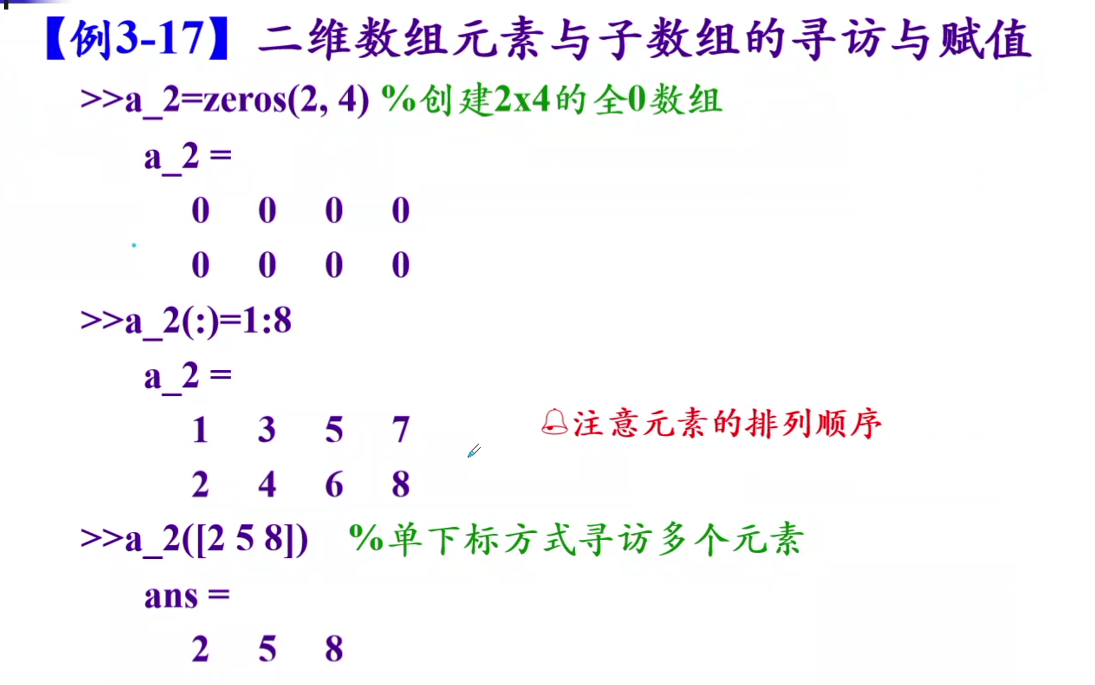 【例3-17】 二维数组元素与子数组的寻访与赋值
>>a_2=zeros(2, 4) %创建2x4的全0数组
a_2 =
0 0 0 0
0 0 0 0
>>a_2(:)=1:8
a_2 =
1 3 5 7
注意元素的排列顺序
2 4 6 8
>>a_2([2 5 8]) %单下标方式寻访多个元素
ans =
2 5 8